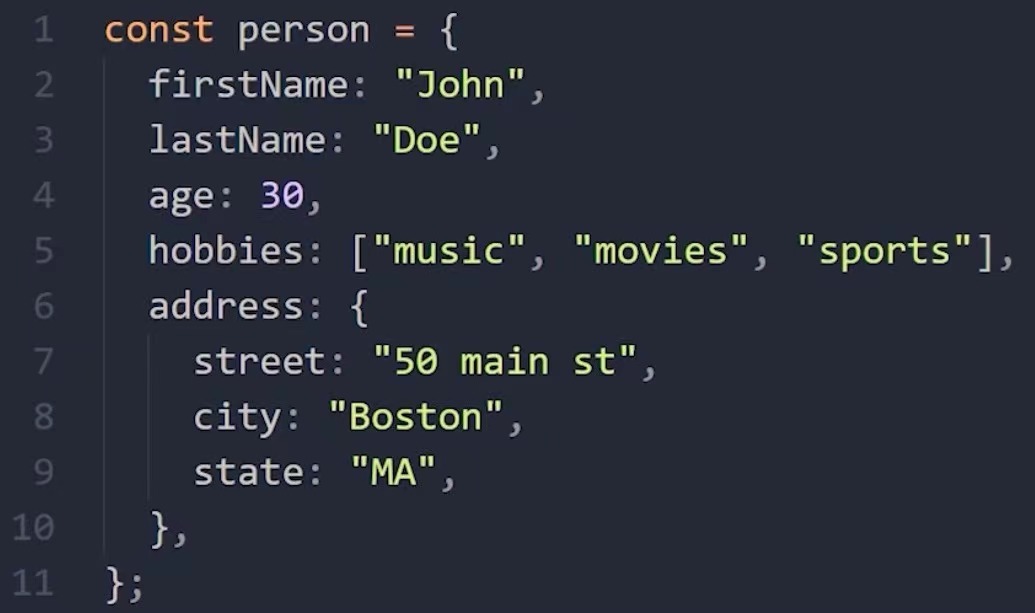 1 const person = {
2   firstName: "John",
3   lastName: "Doe",
4   age: 30,
5   hobbies: ["music", "movies", "sports"],
6   address: {
7     street: "50 main st",
8     city: "Boston",
9     state: "MA",
10   },
11 };